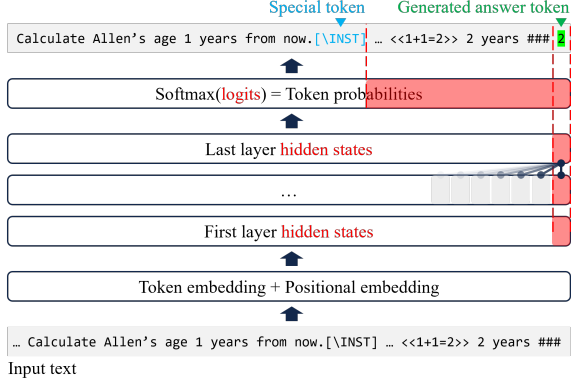 Special token Generated answer token
Calculate Allen's age 1 years from now.[\INST] … <<1+1=2>> 2 years ### 2
Softmax(logits) = Token probabilities
Last layer hidden states
…
First layer hidden states
Token embedding + Positional embedding
… Calculate Allen's age 1 years from now.[\INST] … <<1+1=2>> 2 years ###
Input text